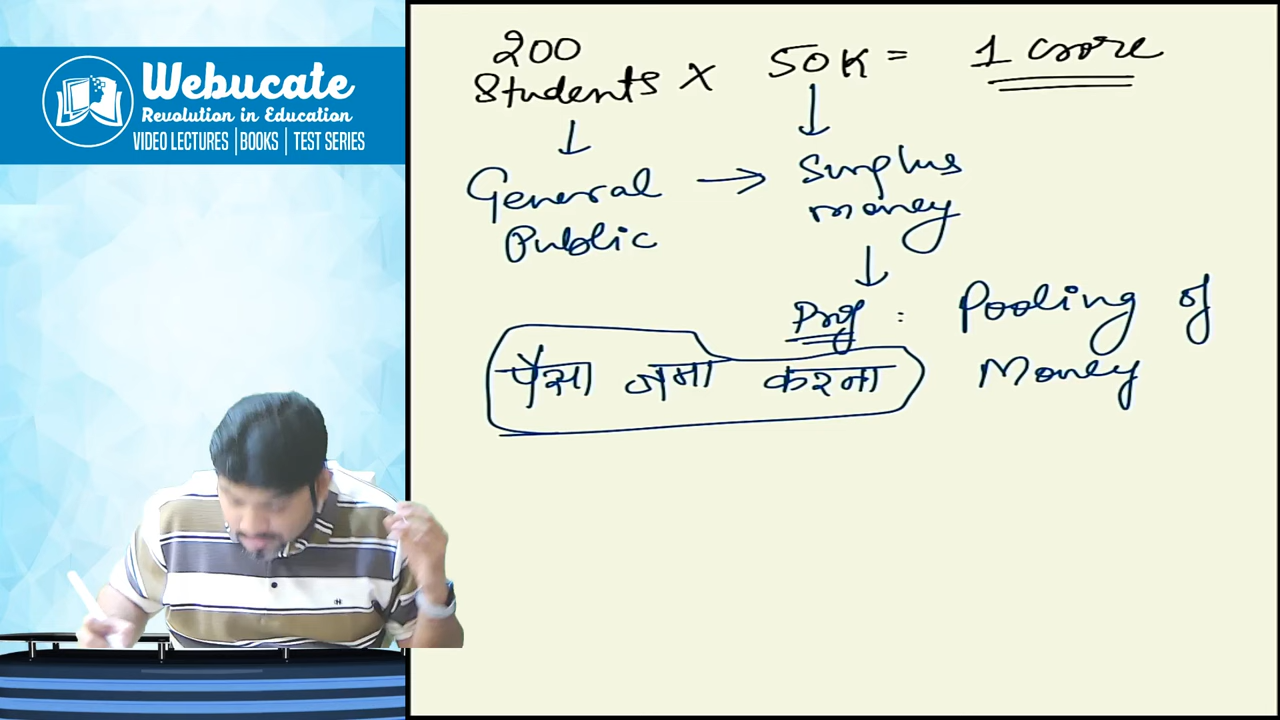 Webucate
Revolution in Education
VIDEO LECTURES | BOOKS | TEST SERIES
200
Students X 50K = 1 crore
General → Surplus
Public money
Prof : Pooling of
Money
पैसा जमा करना